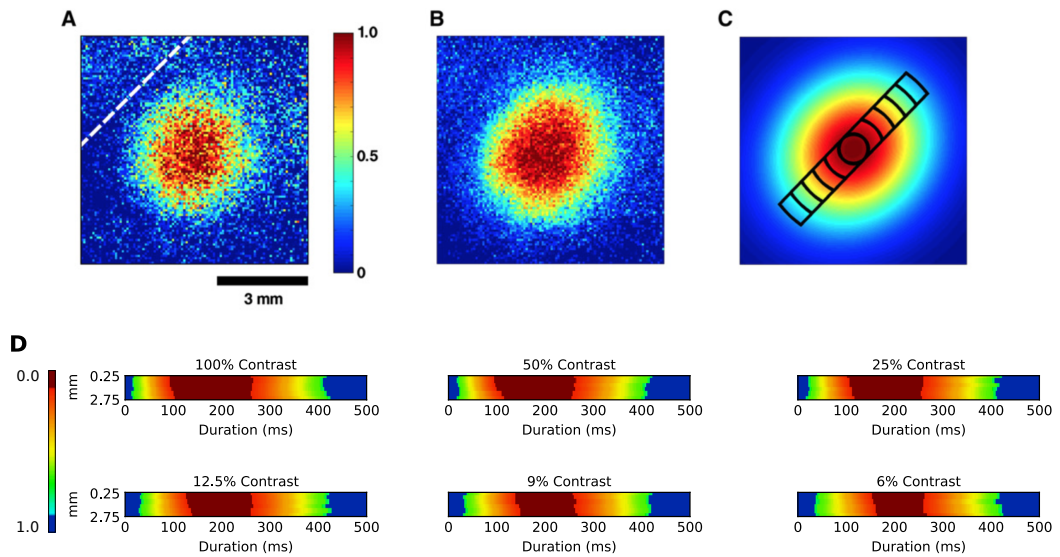 A
B
C
1.0
0.5
0
3 mm
D
0.0
1.0
100% Contrast
mm
0.25
2.75
0 100 200 300 400 500
Duration (ms)
50% Contrast
0 100 200 300 400 500
Duration (ms)
25% Contrast
0 100 200 300 400 500
Duration (ms)
12.5% Contrast
mm
0.25
2.75
0 100 200 300 400 500
Duration (ms)
9% Contrast
0 100 200 300 400 500
Duration (ms)
6% Contrast
0 100 200 300 400 500
Duration (ms)